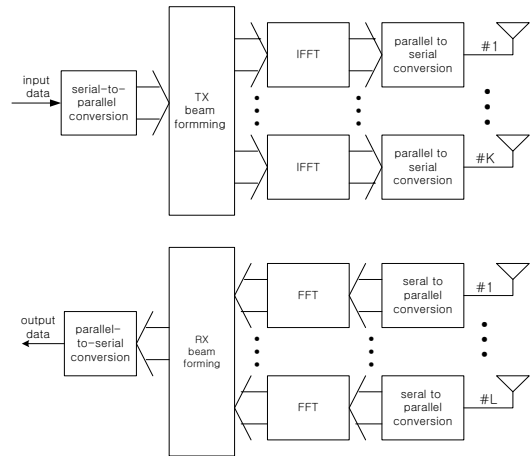 input
data
serial-to-
parallel
conversion
TX
beam
formming
IFFT
parallel to
serial
conversion
#1
IFFT
parallel to
serial
conversion
#K
output
data
parallel-
to-serial
conversion
RX
beam
forming
FFT
seral to
parallel
conversion
#1
FFT
seral to
parallel
conversion
#L